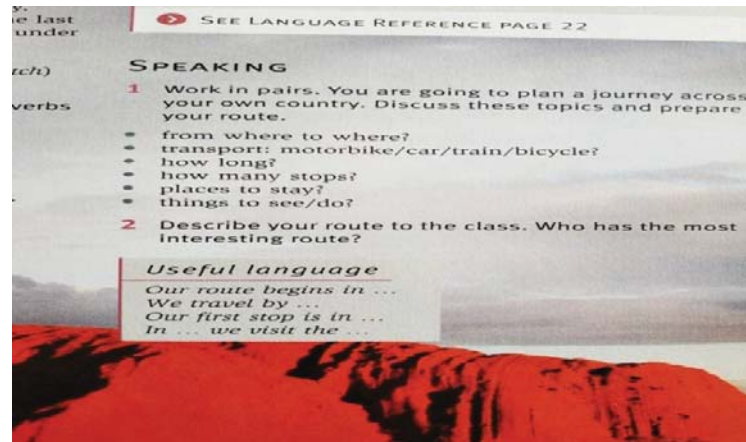 y.
e last
under
tch)
verbs
SEE LANGUAGE REFERENCE PAGE 22
SPEAKING
1 Work in pairs. You are going to plan a journey across
your own country. Discuss these topics and prepare
your route.
• from where to where?
• transport: motorbike/car/train/bicycle?
• how long?
• how many stops?
• places to stay?
• things to see/do?
2 Describe your route to the class. Who has the most
interesting route?
Useful language
Our route begins in ...
We travel by ...
Our first stop is in ...
In ... we visit the ...